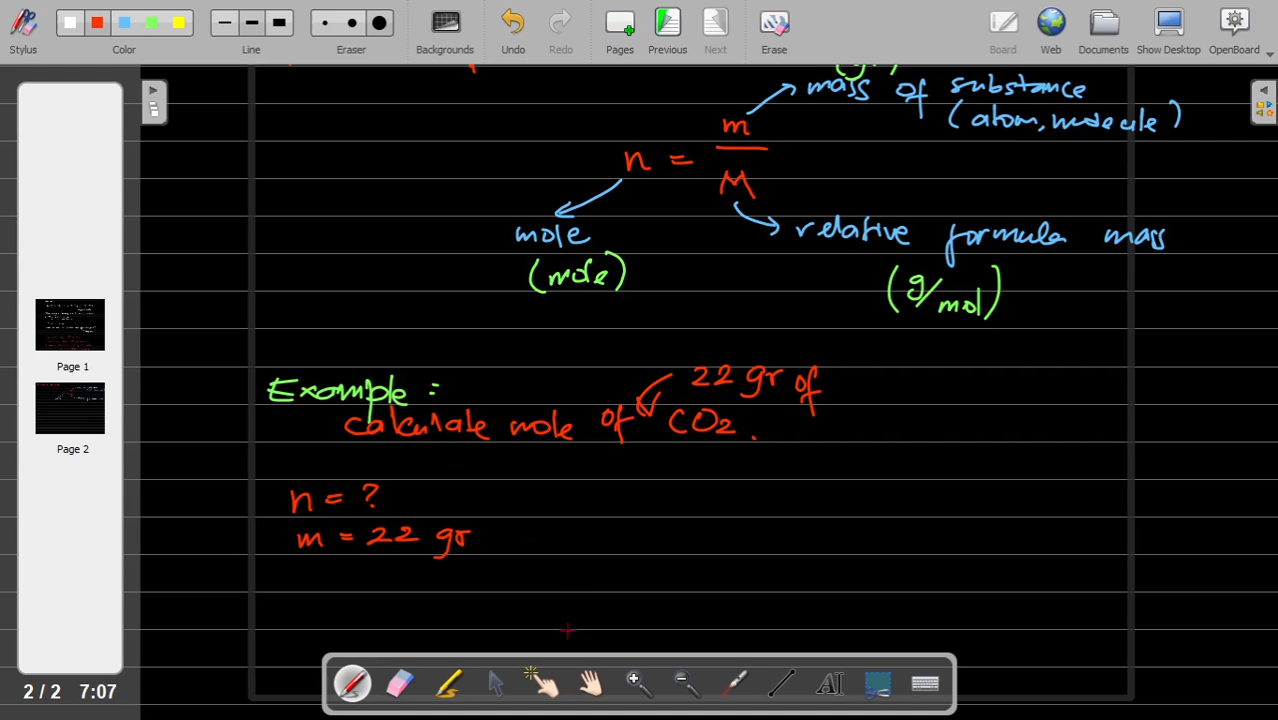 Stylus
Color
Line
Eraser
Backgrounds
Undo
Redo
Pages
Previous
Next
Erase
Board
Web
Documents
Show Desktop
OpenBoard
mass of substance
(atom, molecule)
n = m / M
mole
(mole)
relative formula mass
(g/mol)
Example:
22 gr of
calculate mole of CO2.
n = ?
m = 22 gr
Page 1
Page 2
2 / 2 7:07
AI